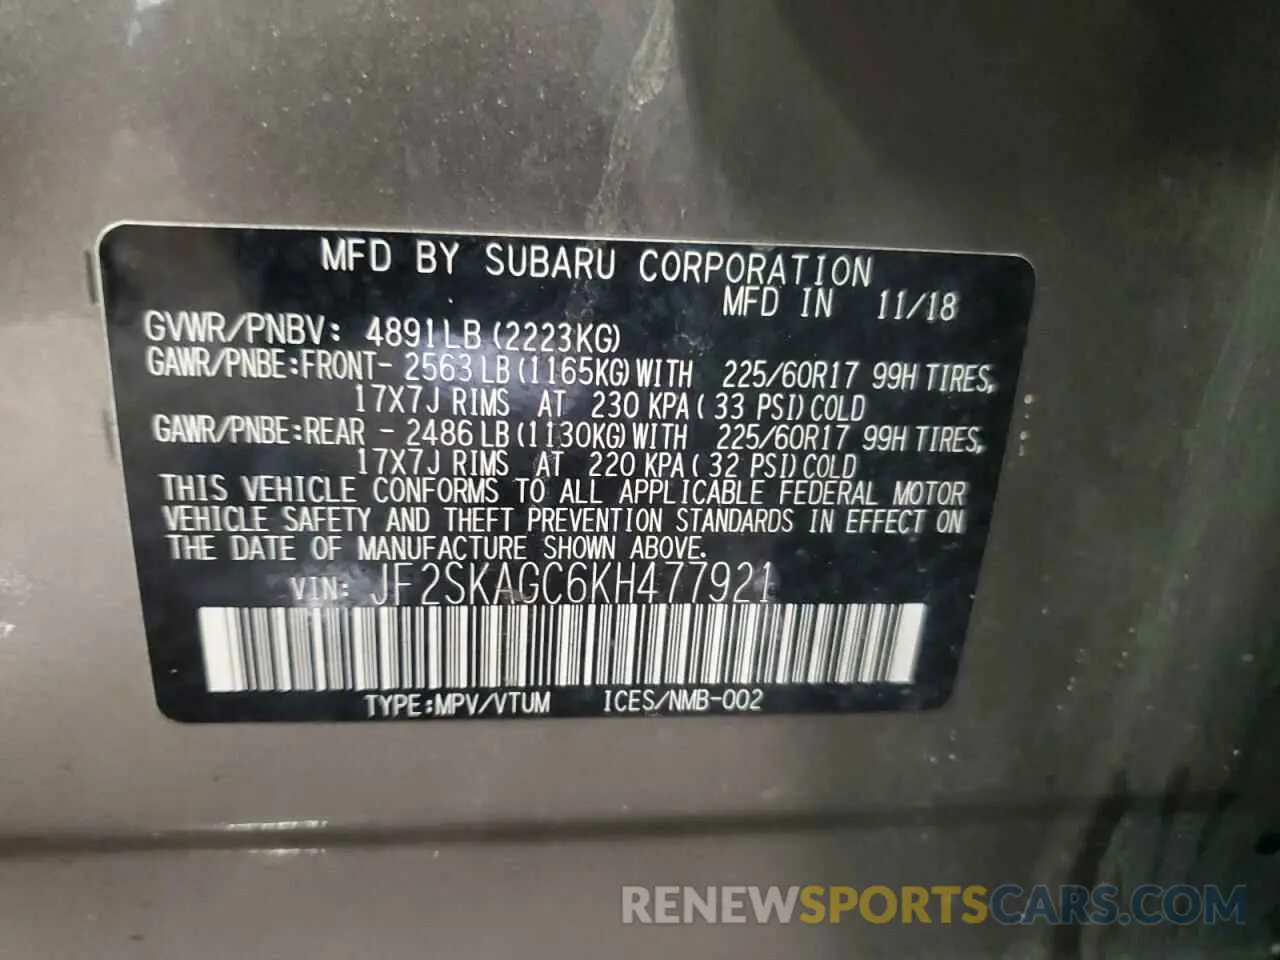 MFD BY SUBARU CORPORATION
MFD IN 11/18
GVWR/PNBV: 4891LB(2223KG)
GAWR/PNBE:FRONT- 2563LB(1165KG)WITH 225/60R17 99H TIRES,
17X7J RIMS AT 230 KPA( 33 PSI)COLD
GAWR/PNBE:REAR - 2486LB(1130KG)WITH 225/60R17 99H TIRES,
17X7J RIMS AT 220 KPA( 32 PSI)COLD
THIS VEHICLE CONFORMS TO ALL APPLICABLE FEDERAL MOTOR
VEHICLE SAFETY AND THEFT PREVENTION STANDARDS IN EFFECT ON
THE DATE OF MANUFACTURE SHOWN ABOVE.
VIN: JF2SKAGC6KH477921
TYPE:MPV/VTUM ICES/NMB-002
RENEWSPORTSCARS.COM